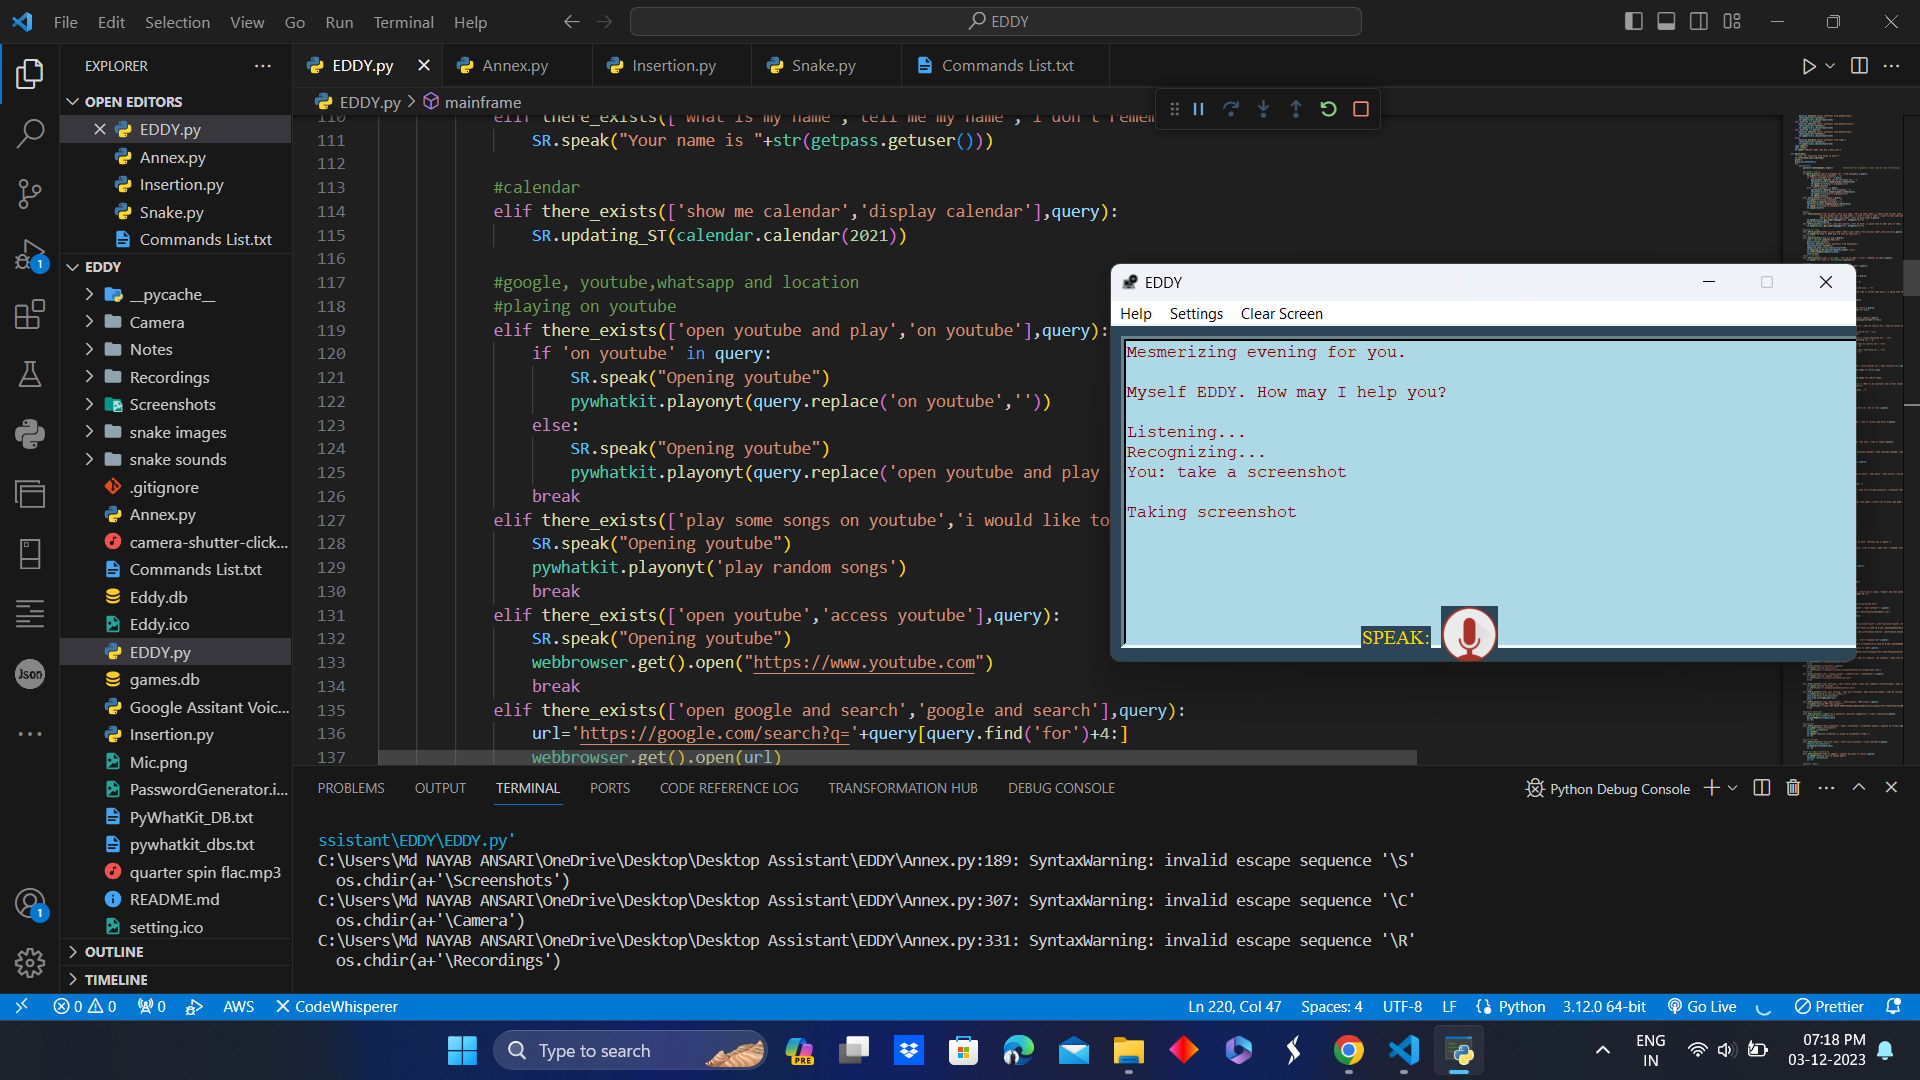 File Edit Selection View Go Run Terminal Help
EDDY
EXPLORER
EDDY.py
Annex.py
Insertion.py
Snake.py
Commands List.txt
OPEN EDITORS
EDDY.py
Annex.py
Insertion.py
Snake.py
Commands List.txt
EDDY
__pycache__
Camera
Notes
Recordings
Screenshots
snake images
snake sounds
.gitignore
Annex.py
camera-shutter-click...
Commands List.txt
Eddy.db
Eddy.ico
EDDY.py
games.db
Google Assitant Voic...
Insertion.py
Mic.png
PasswordGenerator.i...
PyWhatKit_DB.txt
pywhatkit_dbs.txt
quarter spin flac.mp3
README.md
setting.ico
OUTLINE
TIMELINE
1
Json
1
EDDY.py > mainframe
110 elif there_exists(['what is my name','tell me my name','i don't remem
111 SR.speak("Your name is "+str(getpass.getuser()))
112
113 #calendar
114 elif there_exists(['show me calendar','display calendar'],query):
115 SR.updating_ST(calendar.calendar(2021))
116
117 #google, youtube,whatsapp and location
118 #playing on youtube
119 elif there_exists(['open youtube and play','on youtube'],query):
120 if 'on youtube' in query:
121 SR.speak("Opening youtube")
122 pywhatkit.playonyt(query.replace('on youtube',''))
123 else:
124 SR.speak("Opening youtube")
125 pywhatkit.playonyt(query.replace('open youtube and play
126 break
127 elif there_exists(['play some songs on youtube','i would like to
128 SR.speak("Opening youtube")
129 pywhatkit.playonyt('play random songs')
130 break
131 elif there_exists(['open youtube','access youtube'],query):
132 SR.speak("Opening youtube")
133 webbrowser.get().open("https://www.youtube.com")
134 break
135 elif there_exists(['open google and search','google and search'],query):
136 url='https://google.com/search?q='+query[query.find('for')+4:]
137 webbrowser.get().open(url)
EDDY
Help Settings Clear Screen
Mesmerizing evening for you.
Myself EDDY. How may I help you?
Listening...
Recognizing...
You: take a screenshot
Taking screenshot
SPEAK:
PROBLEMS OUTPUT TERMINAL PORTS CODE REFERENCE LOG TRANSFORMATION HUB DEBUG CONSOLE
Python Debug Console
ssistant\EDDY\EDDY.py'
C:\Users\Md NAYAB ANSARI\OneDrive\Desktop\Desktop Assistant\EDDY\Annex.py:189: SyntaxWarning: invalid escape sequence '\S'
os.chdir(a+'\Screenshots')
C:\Users\Md NAYAB ANSARI\OneDrive\Desktop\Desktop Assistant\EDDY\Annex.py:307: SyntaxWarning: invalid escape sequence '\C'
os.chdir(a+'\Camera')
C:\Users\Md NAYAB ANSARI\OneDrive\Desktop\Desktop Assistant\EDDY\Annex.py:331: SyntaxWarning: invalid escape sequence '\R'
os.chdir(a+'\Recordings')
0 0 0 AWS CodeWhisperer
Ln 220, Col 47 Spaces: 4 UTF-8 LF Python 3.12.0 64-bit Go Live Prettier
Type to search
PRE
ENG
IN
07:18 PM
03-12-2023